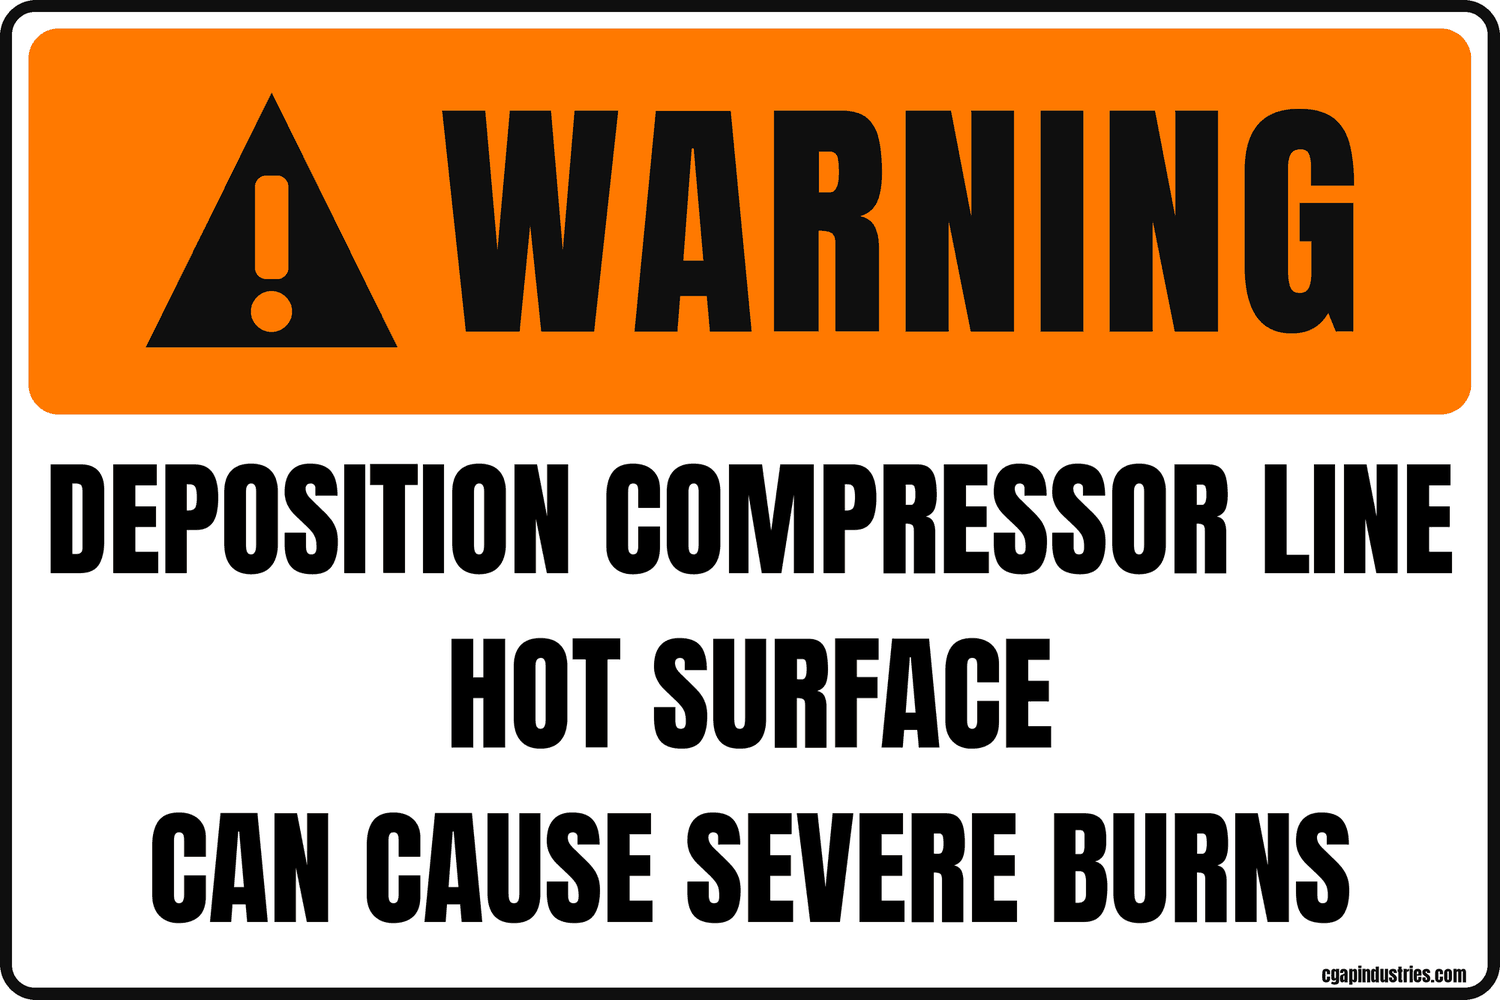 WARNING
DEPOSITION COMPRESSOR LINE
HOT SURFACE
CAN CAUSE SEVERE BURNS
cgapindustries.com